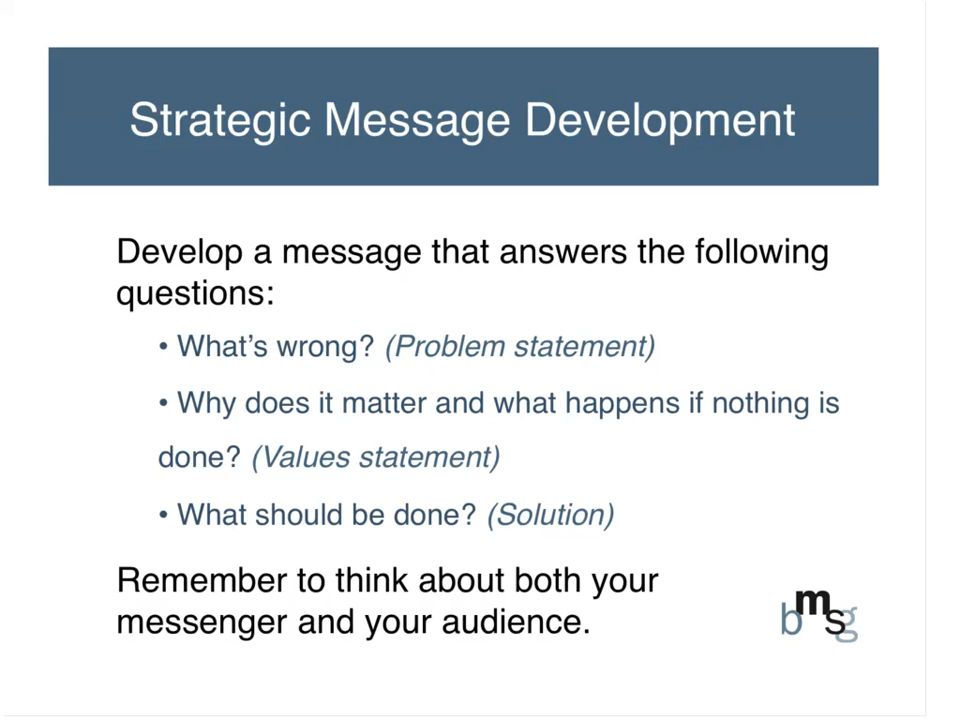 Strategic Message Development
Develop a message that answers the following
questions:
• What’s wrong? (Problem statement)
• Why does it matter and what happens if nothing is
done? (Values statement)
• What should be done? (Solution)
Remember to think about both your
messenger and your audience.
bmsg